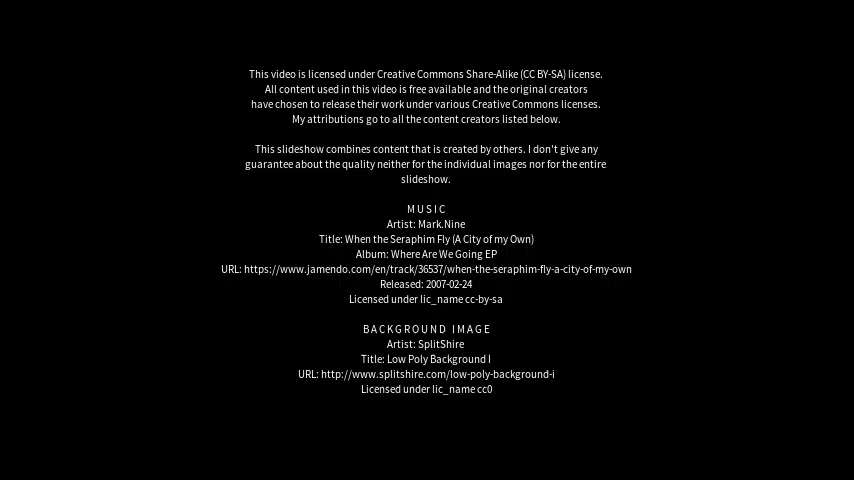 This video is licensed under Creative Commons Share-Alike (CC BY-SA) license.
All content used in this video is free available and the original creators
have chosen to release their work under various Creative Commons licenses.
My attributions go to all the content creators listed below.
This slideshow combines content that is created by others. I don't give any
guarantee about the quality neither for the individual images nor for the entire
slideshow.
MUSIC
Artist: Mark.Nine
Title: When the Seraphim Fly (A City of my Own)
Album: Where Are We Going EP
URL: https://www.jamendo.com/en/track/36537/when-the-seraphim-fly-a-city-of-my-own
Released: 2007-02-24
Licensed under lic_name cc-by-sa
BACKGROUND IMAGE
Artist: SplitShire
Title: Low Poly Background I
URL: http://www.splitshire.com/low-poly-background-i
Licensed under lic_name cc0